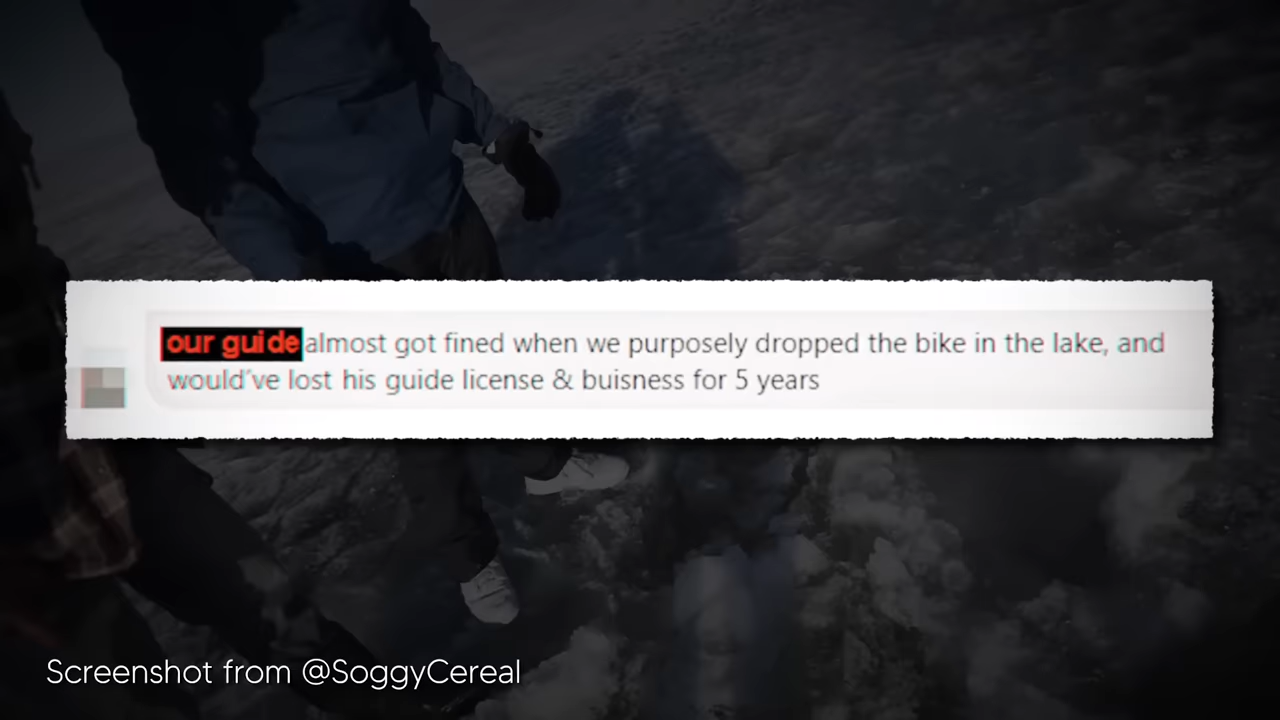 our guide almost got fined when we purposely dropped the bike in the lake, and
would've lost his guide license & buisness for 5 years
Screenshot from @SoggyCereal